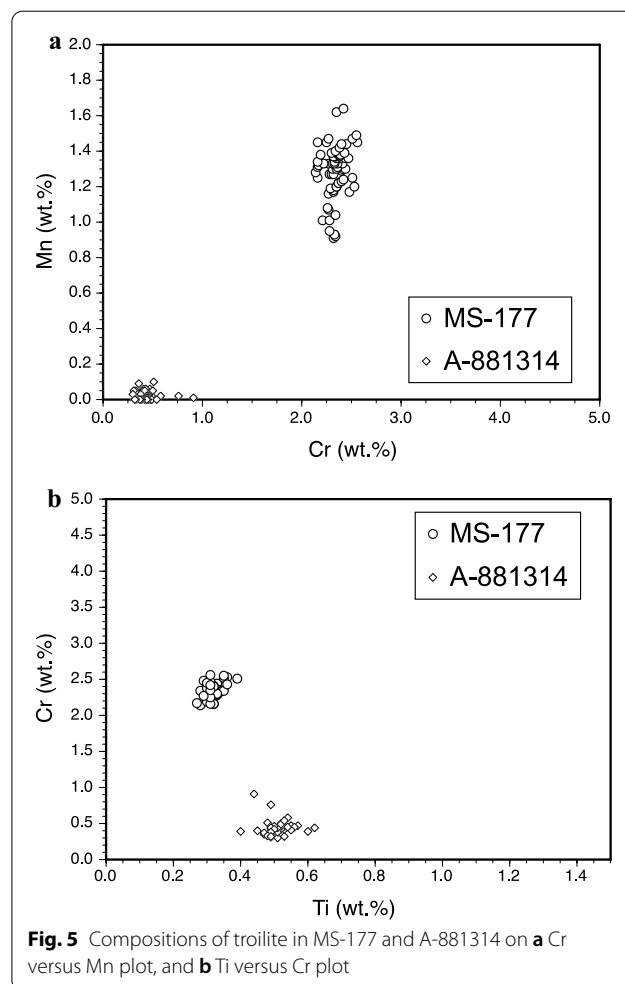 a
2.0
1.8
1.6
1.4
1.2
1.0
0.8
0.6
0.4
0.2
0.0
Mn (wt.%)
MS-177
A-881314
0.0 1.0 2.0 3.0 4.0 5.0
Cr (wt.%)
b
5.0
4.5
4.0
3.5
3.0
2.5
2.0
1.5
1.0
0.5
0.0
Cr (wt.%)
MS-177
A-881314
0.0 0.2 0.4 0.6 0.8 1.0 1.2 1.4
Ti (wt.%)
Fig. 5 Compositions of troilite in MS-177 and A-881314 on a Cr
versus Mn plot, and b Ti versus Cr plot